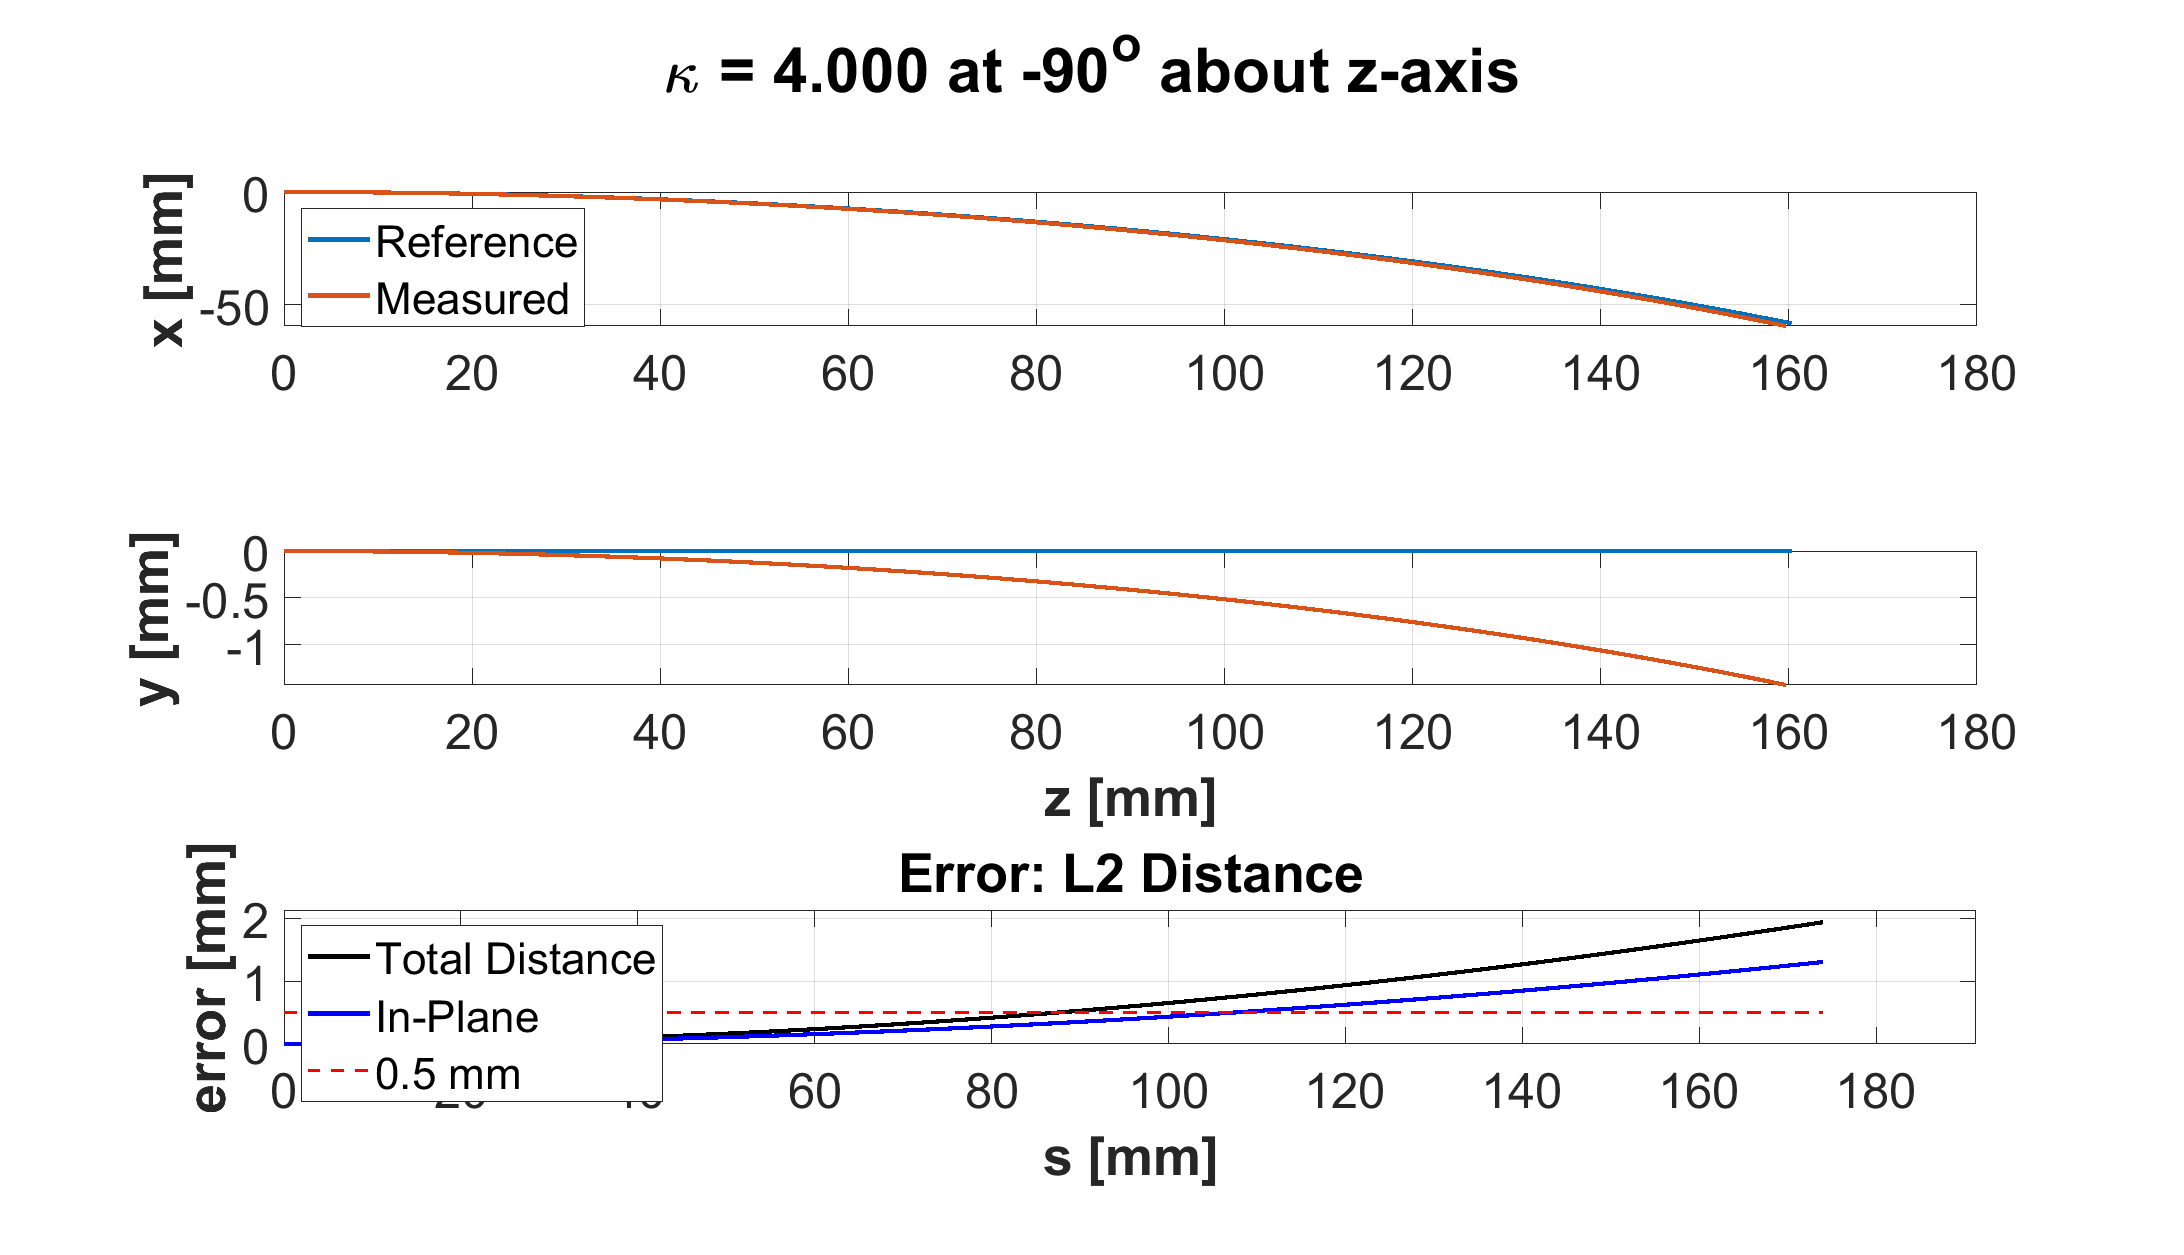 κ = 4.000 at -90° about z-axis
x [mm]
0
-50
Reference
Measured
0 20 40 60 80 100 120 140 160 180
y [mm]
0
-0.5
-1
0 20 40 60 80 100 120 140 160 180
z [mm]
Error: L2 Distance
error [mm]
2
1
0
Total Distance
In-Plane
0.5 mm
0 20 40 60 80 100 120 140 160 180
s [mm]